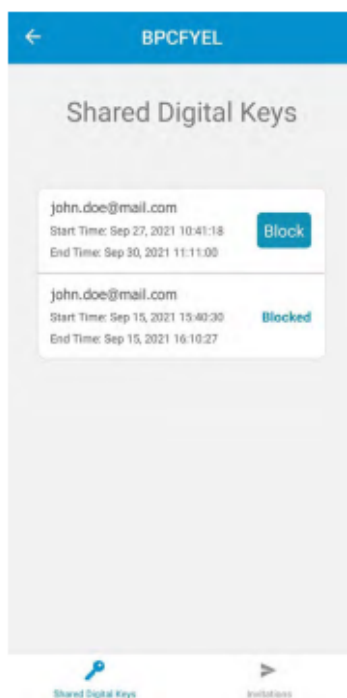 BPCFYEL
Shared Digital Keys
john.doe@mail.com
Start Time: Sep 27, 2021 10:41:18
Block
End Time: Sep 30, 2021 11:11:00
john.doe@mail.com
Start Time: Sep 15, 2021 15:40:30
Blocked
End Time: Sep 15, 2021 16:10:27
Shared Digital Keys
Invitations